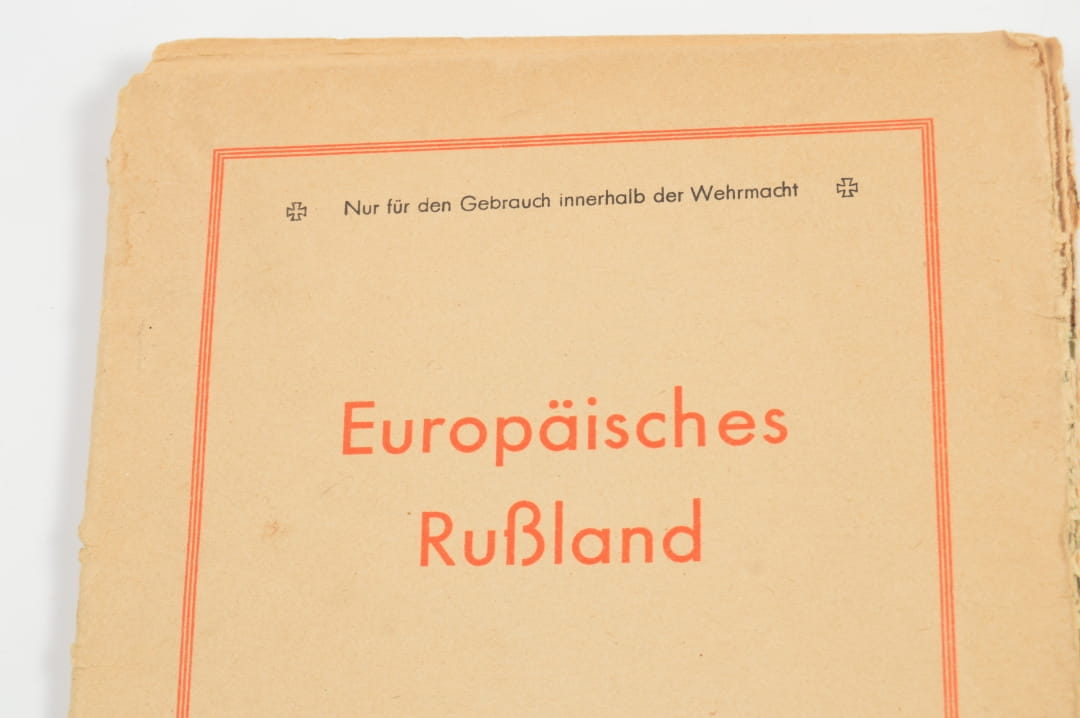 Nur für den Gebrauch innerhalb der Wehrmacht
Europäisches
Rußland